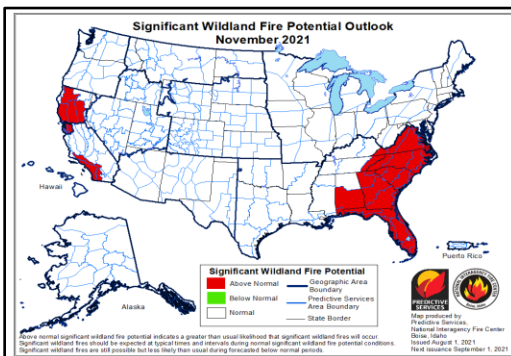 Significant Wildland Fire Potential Outlook
November 2021
Hawaii
Alaska
Puerto Rico
Significant Wildland Fire Potential
Above Normal
Below Normal
Normal
Geographic Area
Boundary
Predictive Services
Area Boundary
State Border
Above normal significant wildland fire potential indicates a greater than usual likelihood that significant wildland fires will occur.
Significant wildland fires should be expected at typical times and intervals during normal significant wildland fire potential conditions.
Significant wildland fires are still possible but less likely than usual during forecasted below normal periods.
PREDICTIVE
SERVICES
Map produced by
Predictive Services,
National Interagency Fire Center
Boise, Idaho
Issued August 1, 2021
Next issuance September 1, 2021